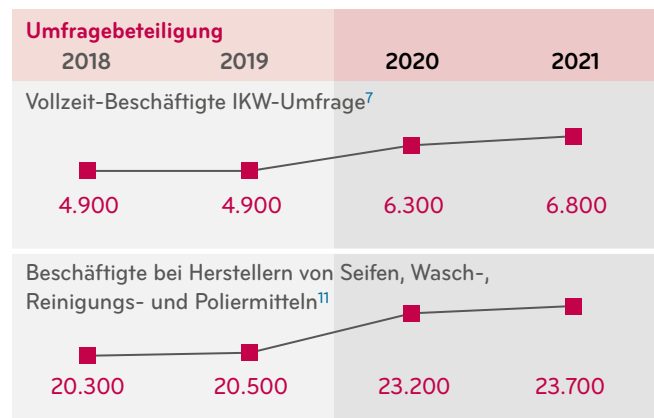 Umfragebeteiligung
2018 2019 2020 2021
Vollzeit-Beschäftigte IKW-Umfrage7
4.900 4.900 6.300 6.800
Beschäftigte bei Herstellern von Seifen, Wasch-,
Reinigungs- und Poliermitteln11
20.300 20.500 23.200 23.700